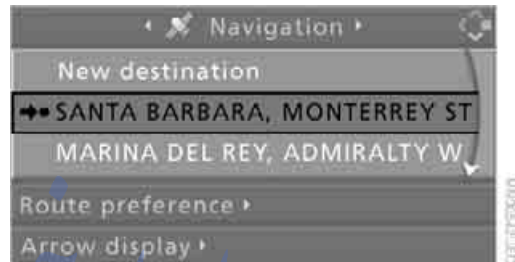 Navigation
New destination
SANTA BARBARA, MONTERREY ST
MARINA DEL REY, ADMIRALTY W
Route preference
Arrow display